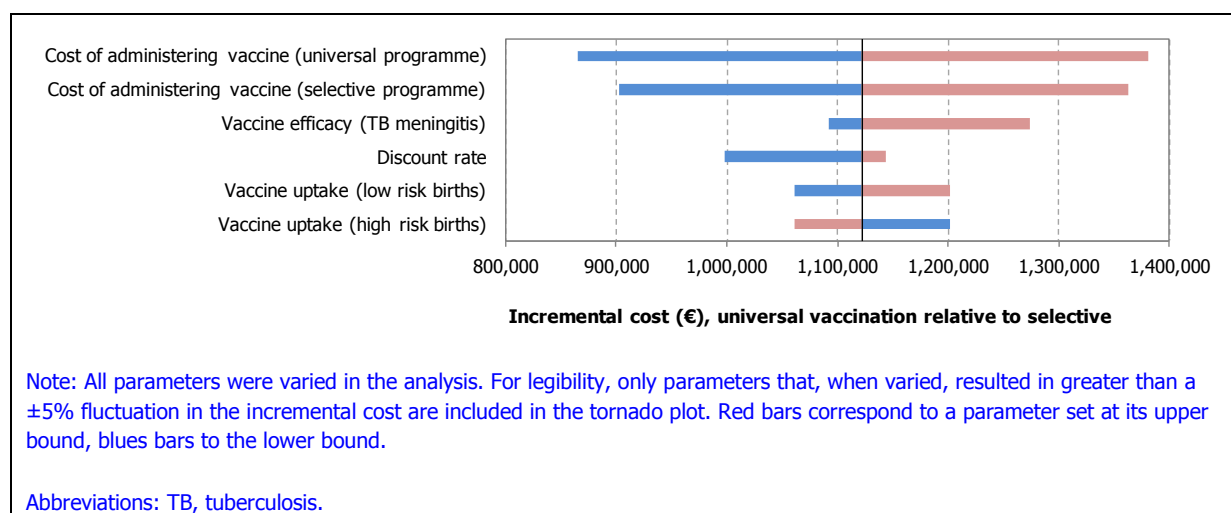 Cost of administering vaccine (universal programme)
Cost of administering vaccine (selective programme)
Vaccine efficacy (TB meningitis)
Discount rate
Vaccine uptake (low risk births)
Vaccine uptake (high risk births)
800,000 900,000 1,000,000 1,100,000 1,200,000 1,300,000 1,400,000
Incremental cost (€), universal vaccination relative to selective
Note: All parameters were varied in the analysis. For legibility, only parameters that, when varied, resulted in greater than a
±5% fluctuation in the incremental cost are included in the tornado plot. Red bars correspond to a parameter set at its upper
bound, blues bars to the lower bound.
Abbreviations: TB, tuberculosis.